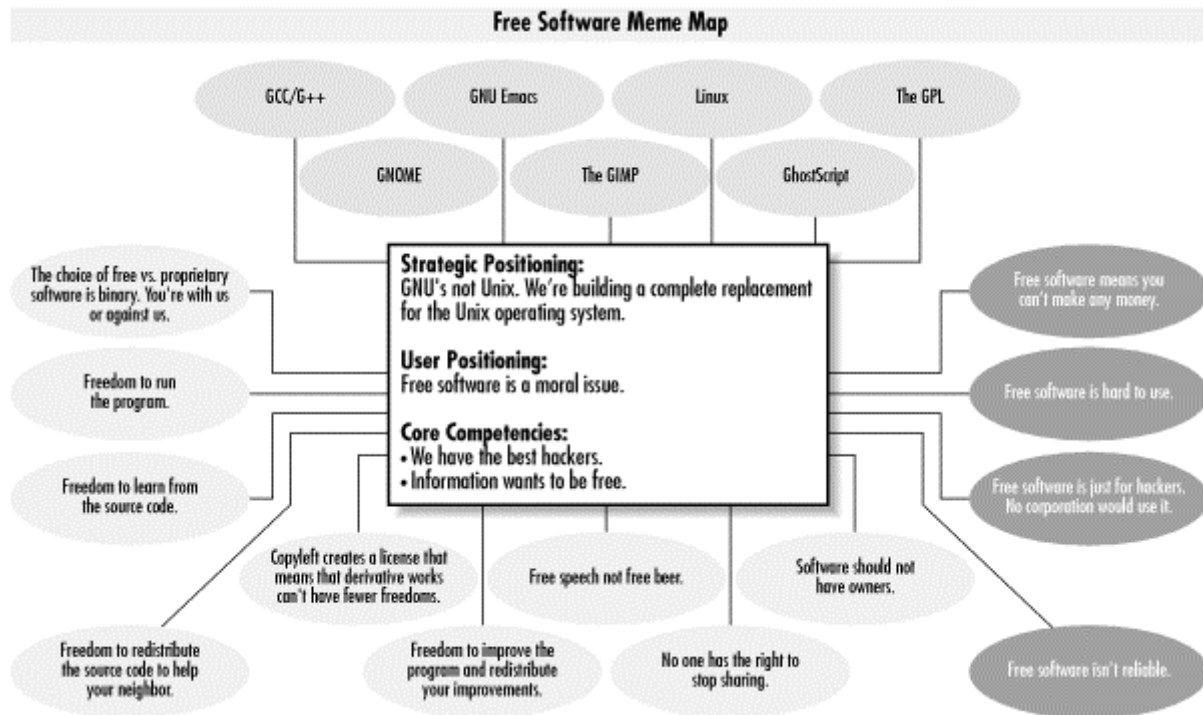 Free Software Meme Map
GCC/G++
GNU Emacs
Linux
The GPL
GNOME
The GIMP
GhostScript
Strategic Positioning:
GNU's not Unix. We're building a complete replacement
for the Unix operating system.
User Positioning:
Free software is a moral issue.
Core Competencies:
• We have the best hackers.
• Information wants to be free.
The choice of free vs. proprietary
software is binary. You're with us
or against us.
Freedom to run
the program.
Freedom to learn from
the source code.
Freedom to redistribute
the source code to help
your neighbor.
Copyleft creates a license that
means that derivative works
can't have fewer freedoms.
Freedom to improve the
program and redistribute
your improvements.
Free speech not free beer.
No one has the right to
stop sharing.
Software should not
have owners.
Free software means you
can't make any money.
Free software is hard to use.
Free software is just for hackers.
No corporation would use it.
Free software isn't reliable.